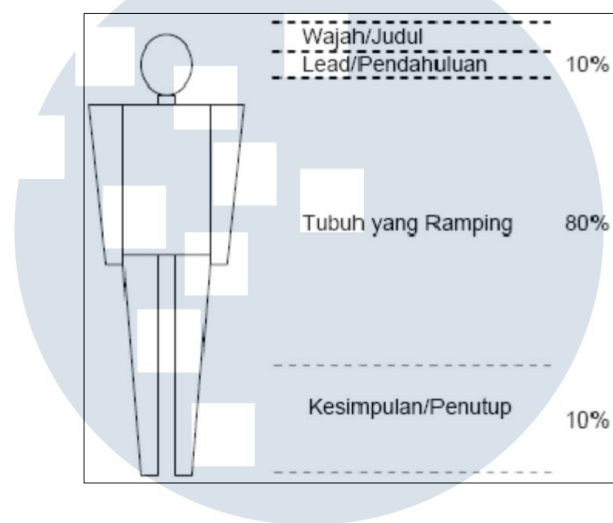 Wajah/Judul
Lead/Pendahuluan 10%
Tubuh yang Ramping 80%
Kesimpulan/Penutup 10%